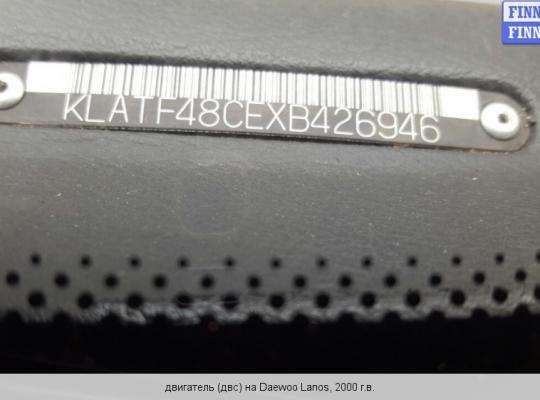 FINN
FINN
KLATF48CEXB426946
двигатель (двс) на Daewoo Lanos, 2000 г.в.